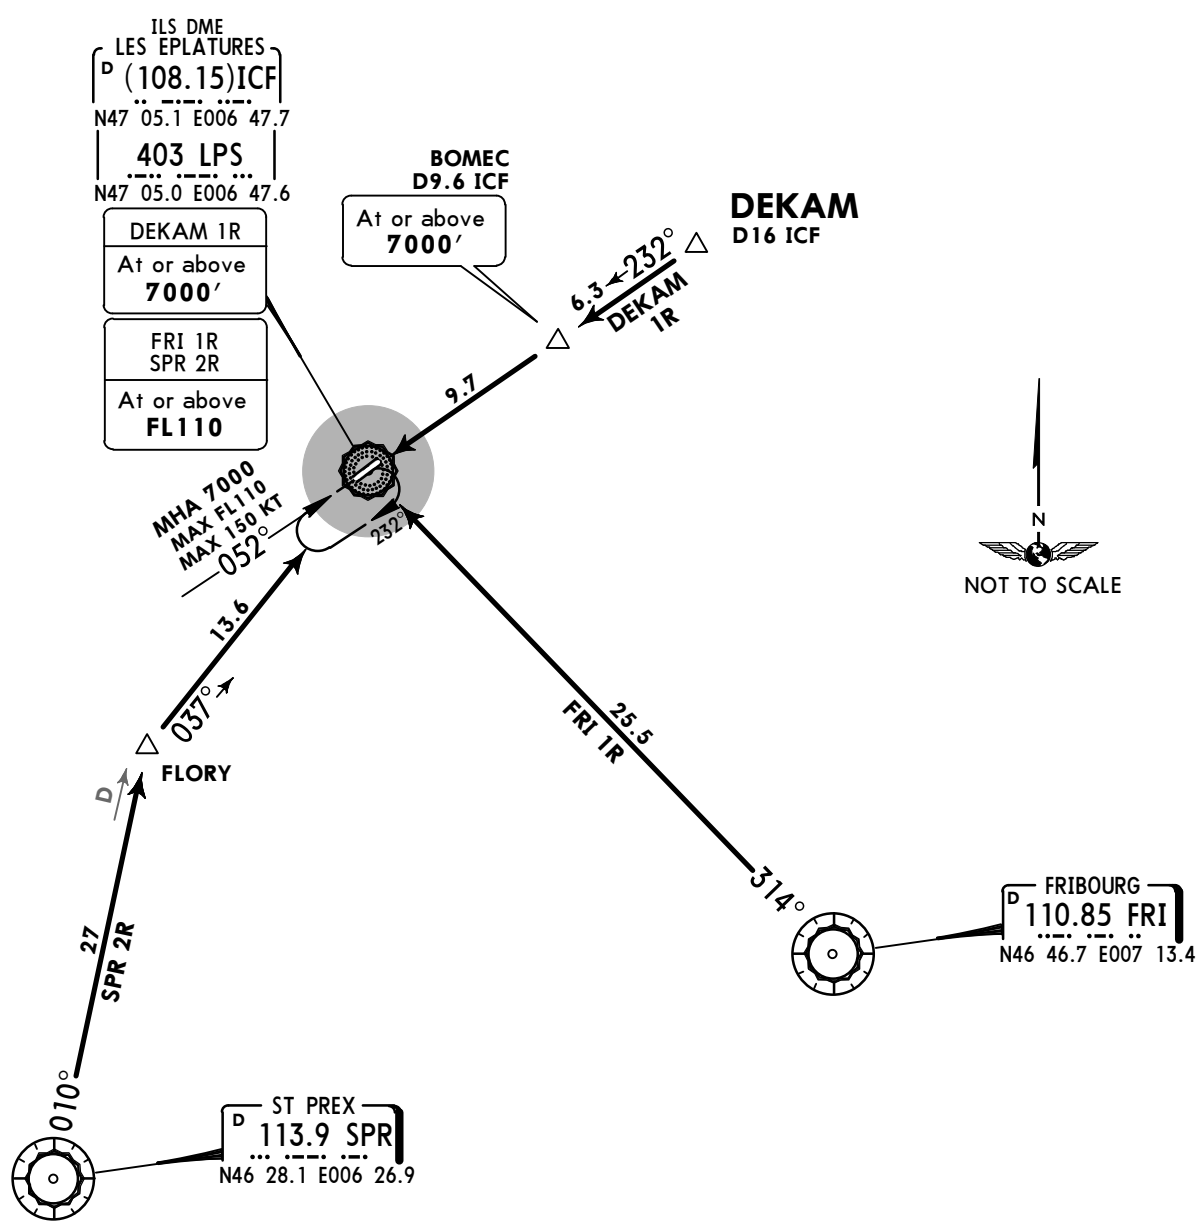 ILS DME
LES EPLATURES
D (108.15)ICF
N47 05.1 E006 47.7
403 LPS
N47 05.0 E006 47.6
DEKAM 1R
At or above
7000′
FRI 1R
SPR 2R
At or above
FL110
BOMEC
D9.6 ICF
At or above
7000′
DEKAM
D16 ICF
232°
6.3
DEKAM
1R
9.7
MHA 7000
MAX FL110
MAX 150 KT
052°
232°
N
NOT TO SCALE
13.6
037°
FLORY
D
25.5
FRI 1R
314°
FRIBOURG
D 110.85 FRI
N46 46.7 E007 13.4
27
SPR 2R
010°
ST PREX
D 113.9 SPR
N46 28.1 E006 26.9